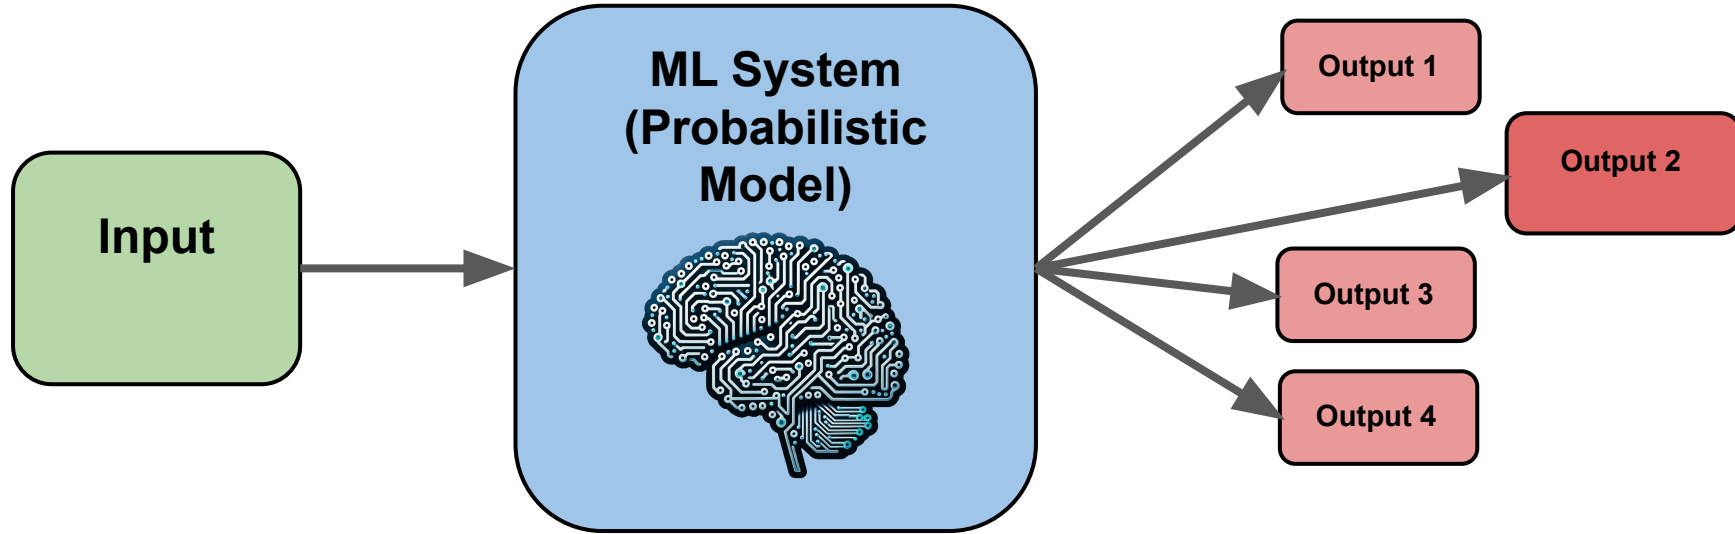 Input
ML System
(Probabilistic
Model)
Output 1
Output 2
Output 3
Output 4